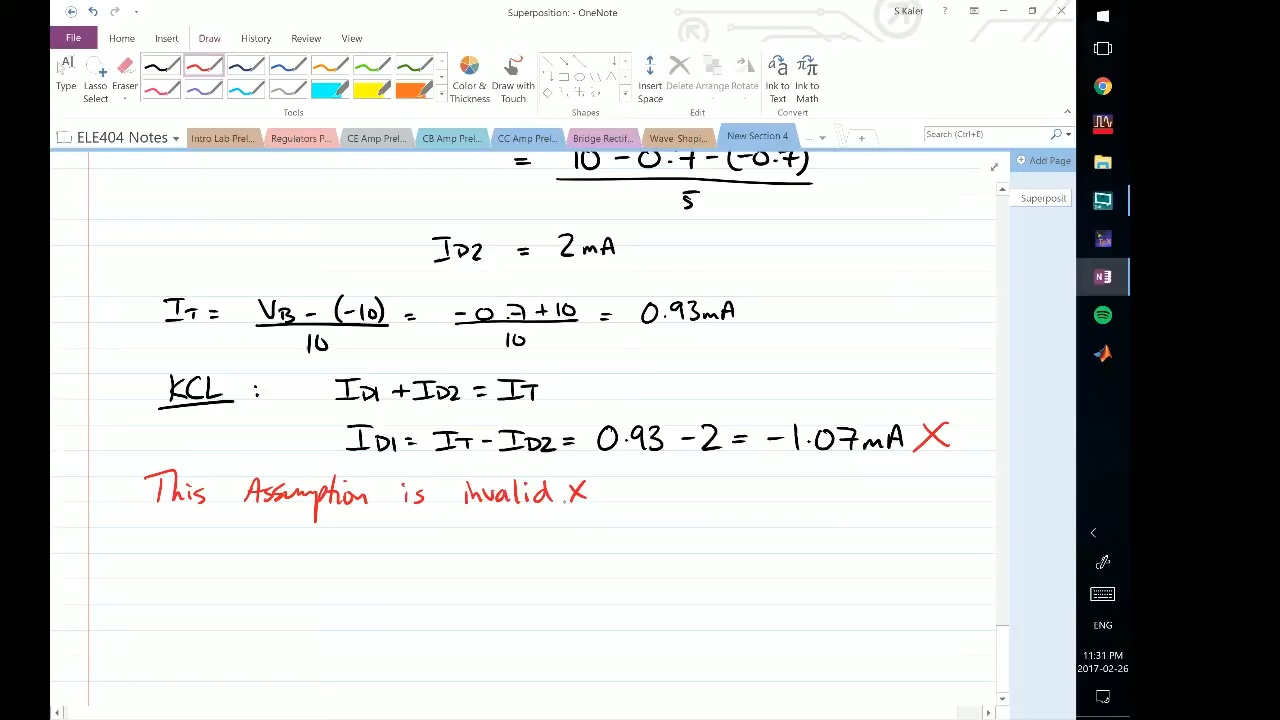 Superposition: - OneNote
S Kaler
File Home Insert Draw History Review View
Type
Lasso Select
Eraser
Color & Thickness
Draw with Touch
Insert Space
Delete
Arrange
Rotate
Ink to Text
Ink to Math
Tools
Shapes
Edit
Convert
ELE404 Notes
Intro Lab Prel...
Regulators P...
CE Amp Prel...
CB Amp Prel...
CC Amp Prel...
Bridge Rectif...
Wave Shapi...
New Section 4
Search (Ctrl+E)
Add Page
Superposit
= 10 - 0.7 - (-0.7)
5
ID2 = 2mA
IT = VB - (-10) = -0.7 + 10 = 0.93mA
10 10
KCL : ID1 + ID2 = IT
ID1 = IT - ID2 = 0.93 - 2 = -1.07mA X
This Assumption is invalid. X
ENG
11:31 PM
2017-02-26